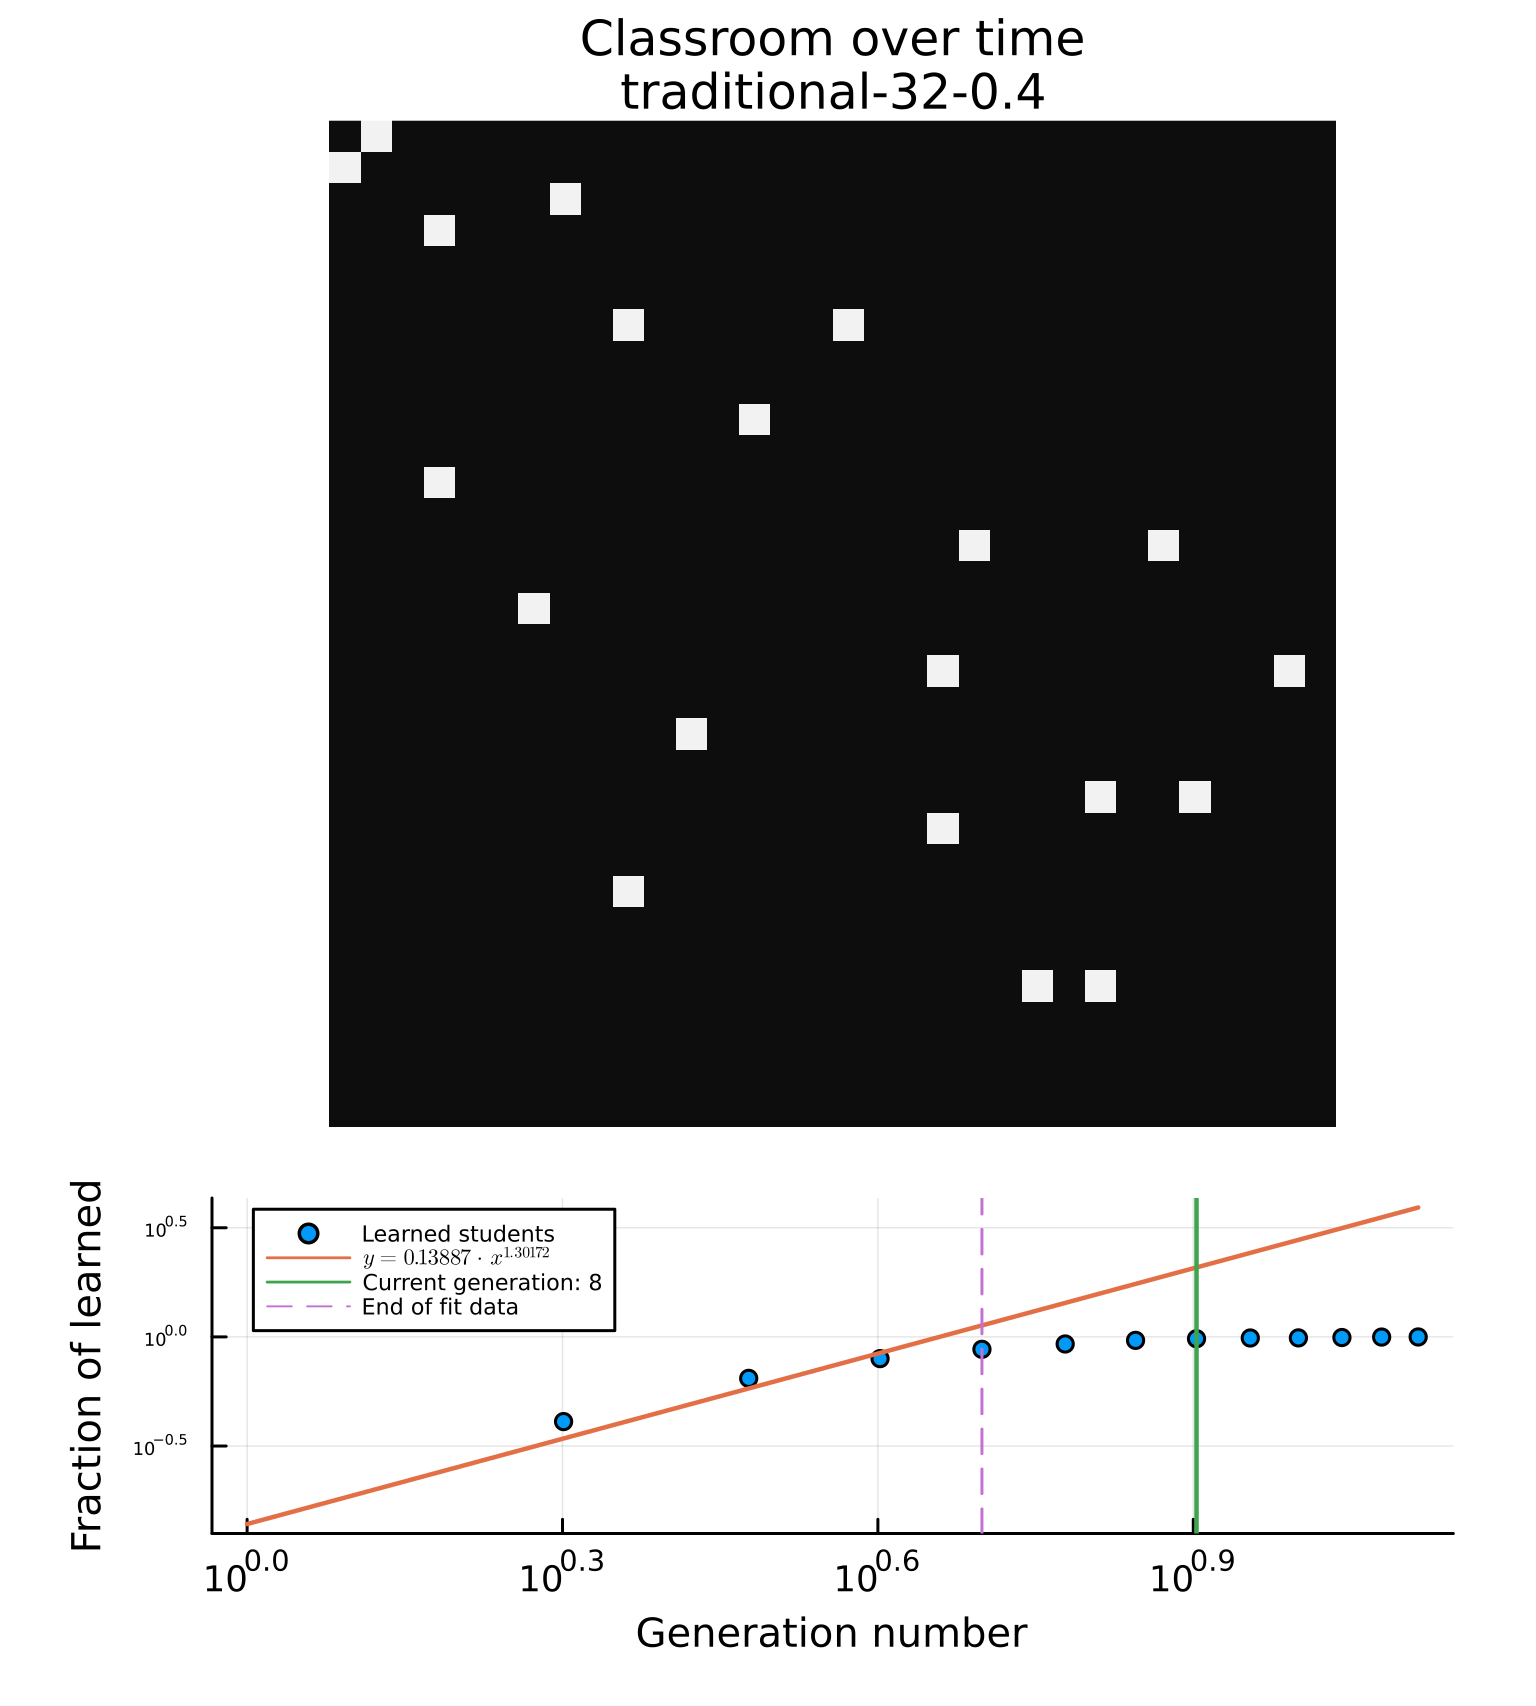 Classroom over time
traditional-32-0.4
Fraction of learned
10^0.5
10^0.0
10^−0.5
Learned students
y = 0.13887 · x^1.30172
Current generation: 8
End of fit data
10^0.0 10^0.3 10^0.6 10^0.9
Generation number